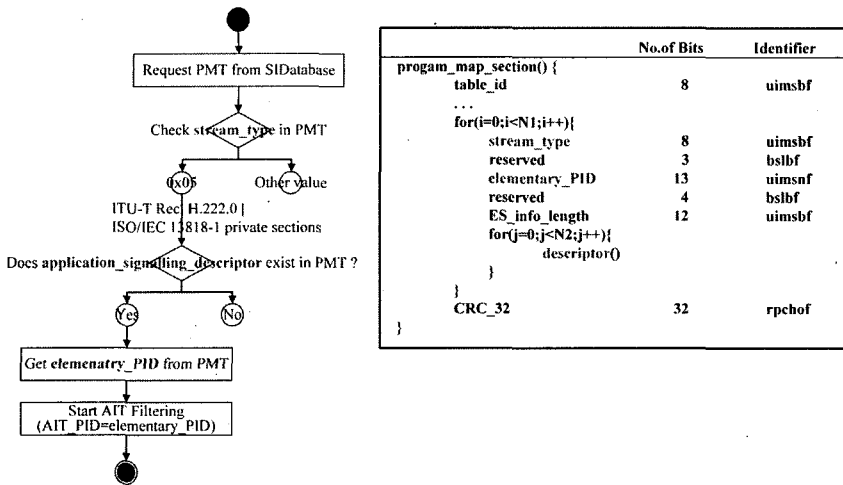 Request PMT from SIDatabase
Check stream_type in PMT
0x05
Other value
ITU-T Rec. H.222.0 |
ISO/IEC 13818-1 private sections
Does application_signalling_descriptor exist in PMT ?
Yes
No
Get elemenatry_PID from PMT
Start AIT Filtering
(AIT_PID=elementary_PID)
No.of Bits Identifier
progam_map_section() {
table_id 8 uimsbf
. . .
for(i=0;i<N1;i++){
stream_type 8 uimsbf
reserved 3 bslbf
elementary_PID 13 uimsnf
reserved 4 bslbf
ES_info_length 12 uimsbf
for(j=0;j<N2;j++){
descriptor()
}
}
CRC_32 32 rpchof
}